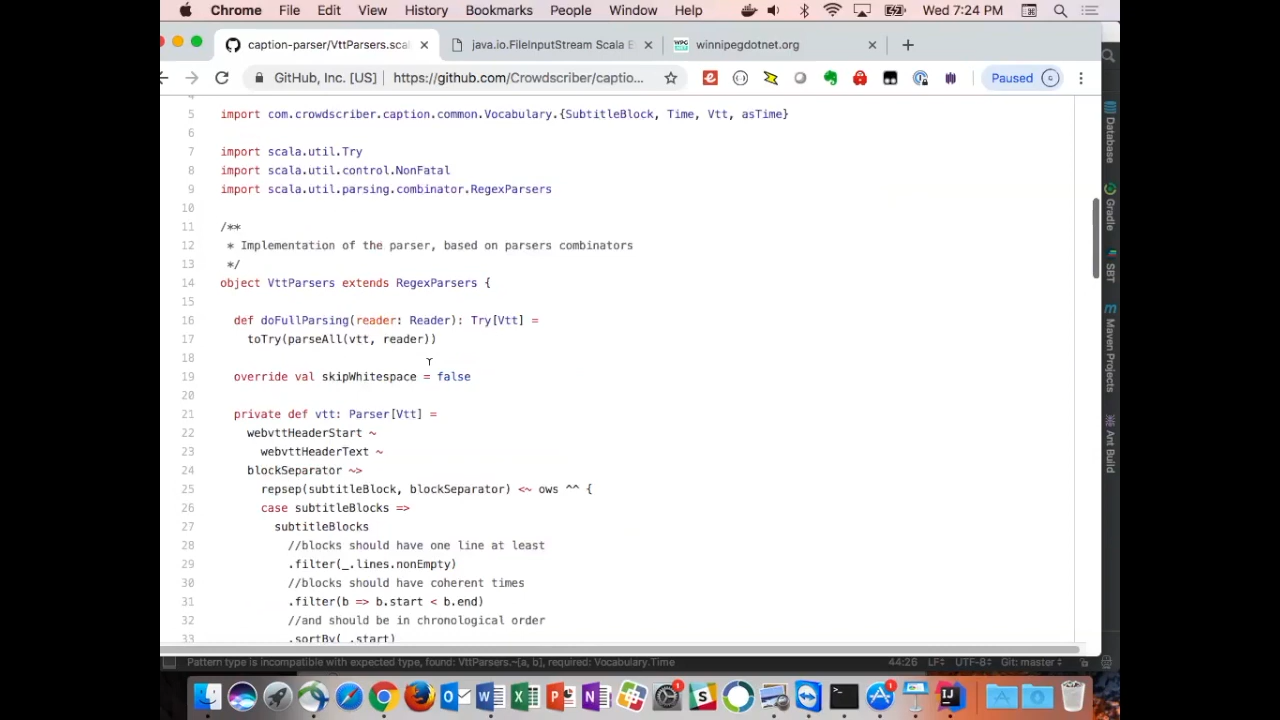 Chrome File Edit View History Bookmarks People Window Help Wed 7:24 PM
caption-parser/VttParsers.scal java.io.FileInputStream Scala E winnipegdotnet.org
GitHub, Inc. [US] https://github.com/Crowdscriber/captio... Paused
4
5 import com.crowdscriber.caption.common.Vocabulary.{SubtitleBlock, Time, Vtt, asTime}
6
7 import scala.util.Try
8 import scala.util.control.NonFatal
9 import scala.util.parsing.combinator.RegexParsers
10
11 /**
12 * Implementation of the parser, based on parsers combinators
13 */
14 object VttParsers extends RegexParsers {
15
16 def doFullParsing(reader: Reader): Try[Vtt] =
17 toTry(parseAll(vtt, reader))
18
19 override val skipWhitespace = false
20
21 private def vtt: Parser[Vtt] =
22 webvttHeaderStart ~
23 webvttHeaderText ~
24 blockSeparator ~>
25 repsep(subtitleBlock, blockSeparator) <~ ows ^^ {
26 case subtitleBlocks =>
27 subtitleBlocks
28 //blocks should have one line at least
29 .filter(_.lines.nonEmpty)
30 //blocks should have coherent times
31 .filter(b => b.start < b.end)
32 //and should be in chronological order
33 .sortBy(_.start)
Database
Gradle
SBT
Maven Projects
Ant Build
Pattern type is incompatible with expected type, found: VttParsers.~[a, b], required: Vocabulary.Time 44:26 LF UTF-8 Git: master